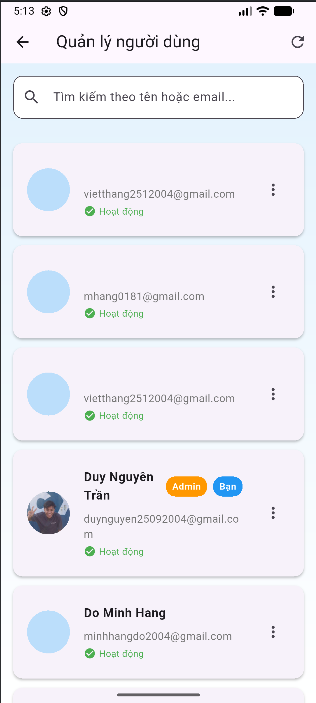 5:13
Quản lý người dùng
Tìm kiếm theo tên hoặc email...
vietthang2512004@gmail.com
Hoạt động
mhang0181@gmail.com
Hoạt động
vietthang2512004@gmail.com
Hoạt động
Duy Nguyên
Trần
Admin
Bạn
duynguyen25092004@gmail.co
m
Hoạt động
Do Minh Hang
minhhangdo2004@gmail.com
Hoạt động